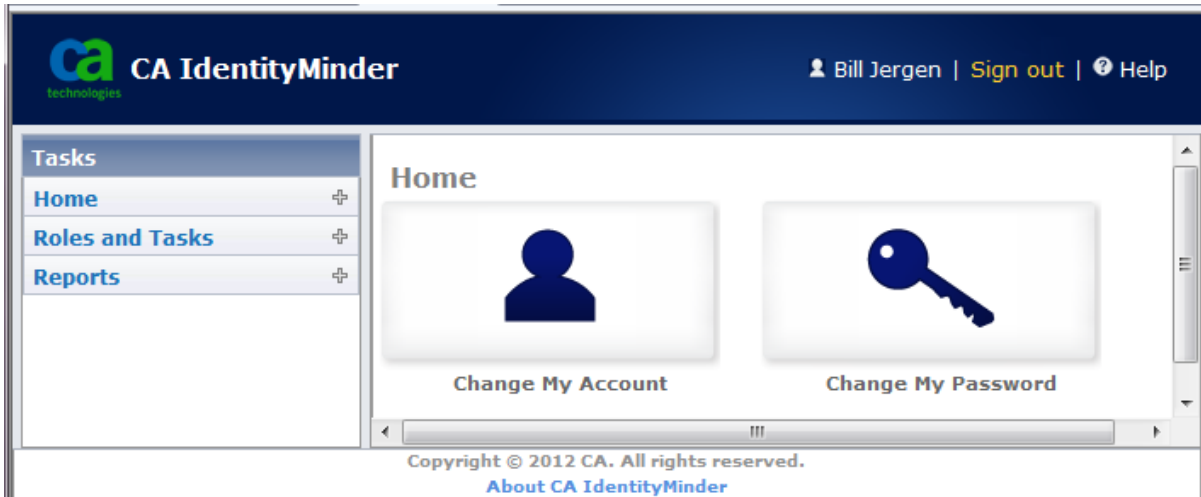 ca
technologies
CA IdentityMinder
Bill Jergen | Sign out | Help
Tasks
Home
Roles and Tasks
Reports
Home
Change My Account
Change My Password
Copyright © 2012 CA. All rights reserved.
About CA IdentityMinder